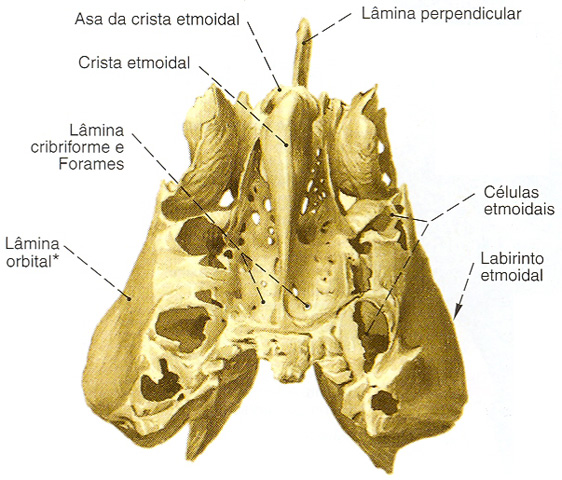 Asa da crista etmoidal
Lâmina perpendicular
Crista etmoidal
Lâmina
cribriforme e
Forames
Células
etmoidais
Lâmina
orbital*
Labirinto
etmoidal